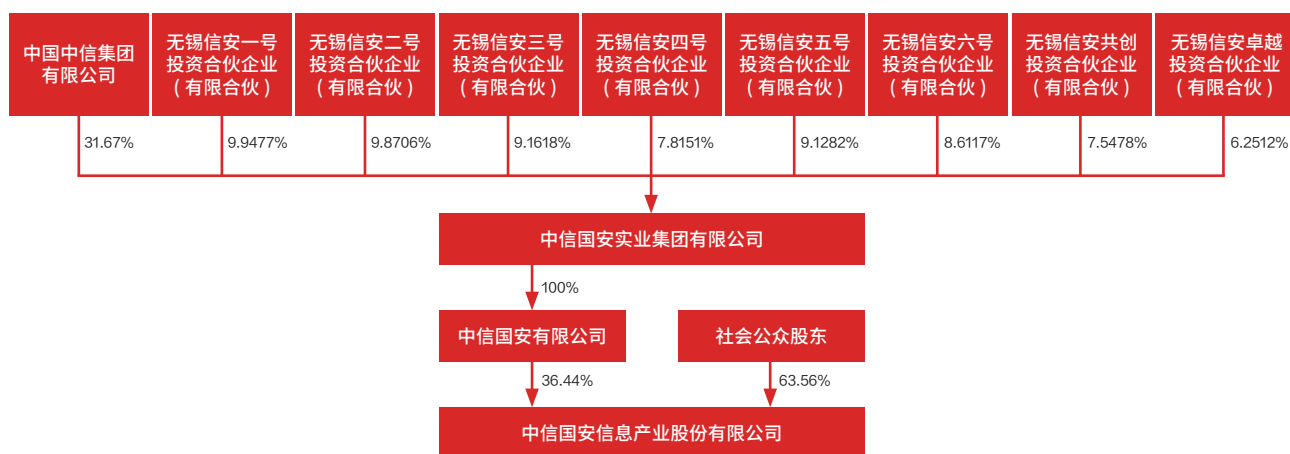 中国中信集团
有限公司
无锡信安一号
投资合伙企业
(有限合伙)
无锡信安二号
投资合伙企业
(有限合伙)
无锡信安三号
投资合伙企业
(有限合伙)
无锡信安四号
投资合伙企业
(有限合伙)
无锡信安五号
投资合伙企业
(有限合伙)
无锡信安六号
投资合伙企业
(有限合伙)
无锡信安共创
投资合伙企业
(有限合伙)
无锡信安卓越
投资合伙企业
(有限合伙)
31.67%
9.9477%
9.8706%
9.1618%
7.8151%
9.1282%
8.6117%
7.5478%
6.2512%
中信国安实业集团有限公司
100%
中信国安有限公司
社会公众股东
36.44%
63.56%
中信国安信息产业股份有限公司